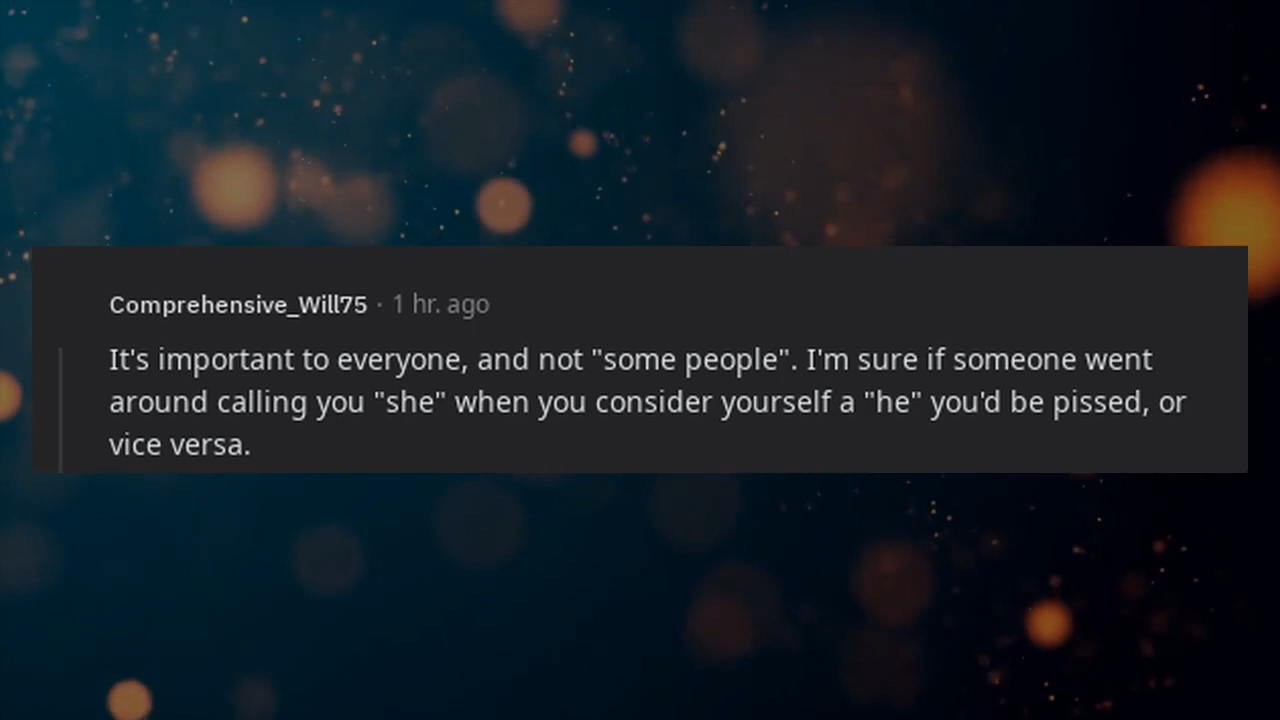 Comprehensive_Will75 · 1 hr. ago
It's important to everyone, and not "some people". I'm sure if someone went
around calling you "she" when you consider yourself a "he" you'd be pissed, or
vice versa.